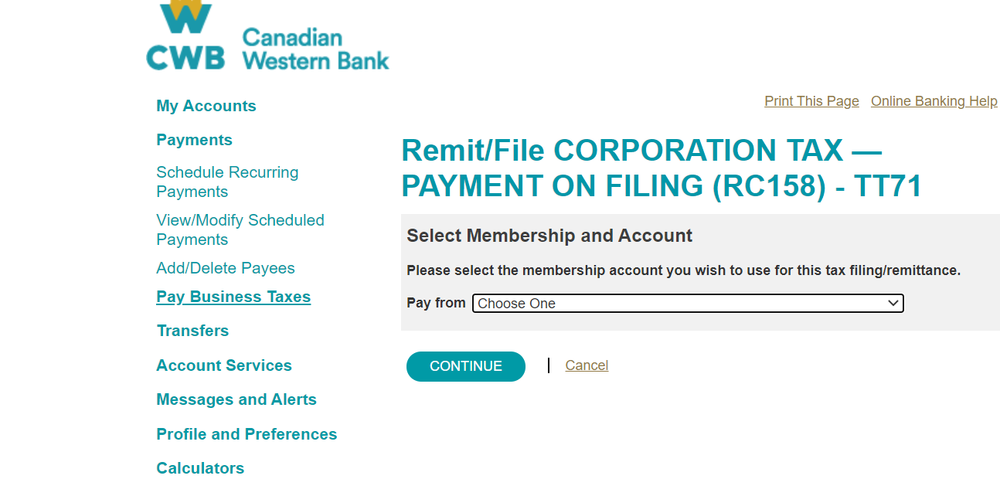 CWB
Canadian
Western Bank
My Accounts
Payments
Schedule Recurring
Payments
View/Modify Scheduled
Payments
Add/Delete Payees
Pay Business Taxes
Transfers
Account Services
Messages and Alerts
Profile and Preferences
Calculators
Print This Page Online Banking Help
Remit/File CORPORATION TAX —
PAYMENT ON FILING (RC158) - TT71
Select Membership and Account
Please select the membership account you wish to use for this tax filing/remittance.
Pay from Choose One
CONTINUE | Cancel